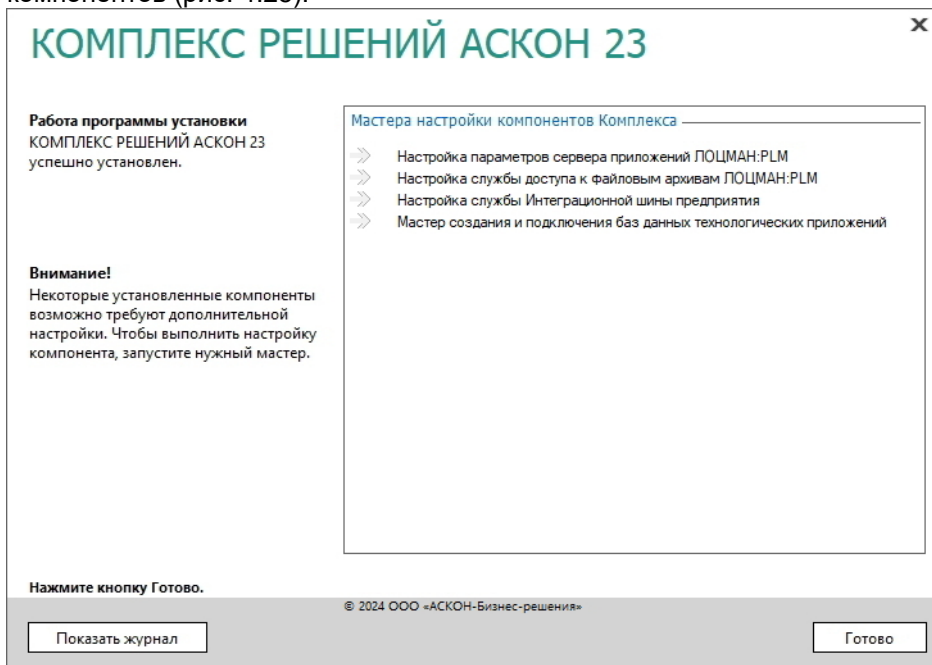 КОМПЛЕКС РЕШЕНИЙ АСКОН 23
Работа программы установки
КОМПЛЕКС РЕШЕНИЙ АСКОН 23
успешно установлен.
Внимание!
Некоторые установленные компоненты
возможно требуют дополнительной
настройки. Чтобы выполнить настройку
компонента, запустите нужный мастер.
Мастера настройки компонентов Комплекса
Настройка параметров сервера приложений ЛОЦМАН:PLM
Настройка службы доступа к файловым архивам ЛОЦМАН:PLM
Настройка службы Интеграционной шины предприятия
Мастер создания и подключения баз данных технологических приложений
Нажмите кнопку Готово.
© 2024 ООО «АСКОН-Бизнес-решения»
Показать журнал
Готово